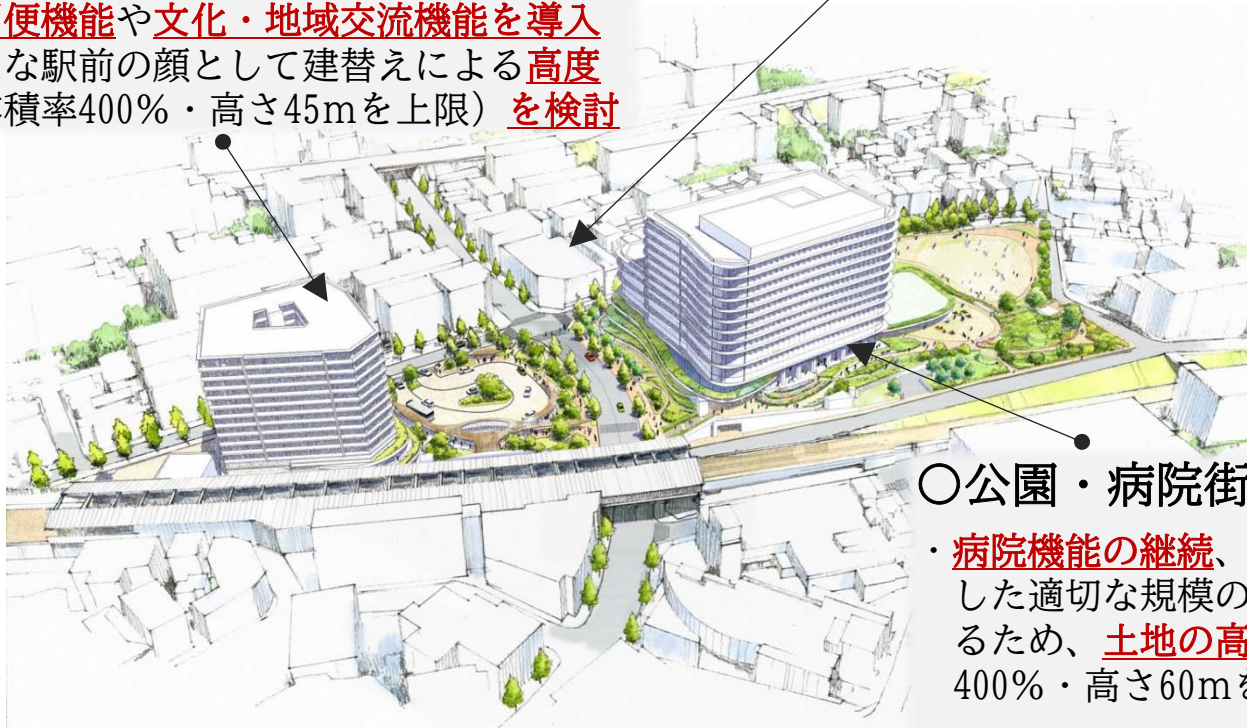 便機能や文化・地域交流機能を導入
な駅前の顔として建替えによる高度
積率400％・高さ45ｍを上限）を検討
〇公園・病院街
・病院機能の継続、
した適切な規模の
るため、土地の高
400％・高さ60ｍを